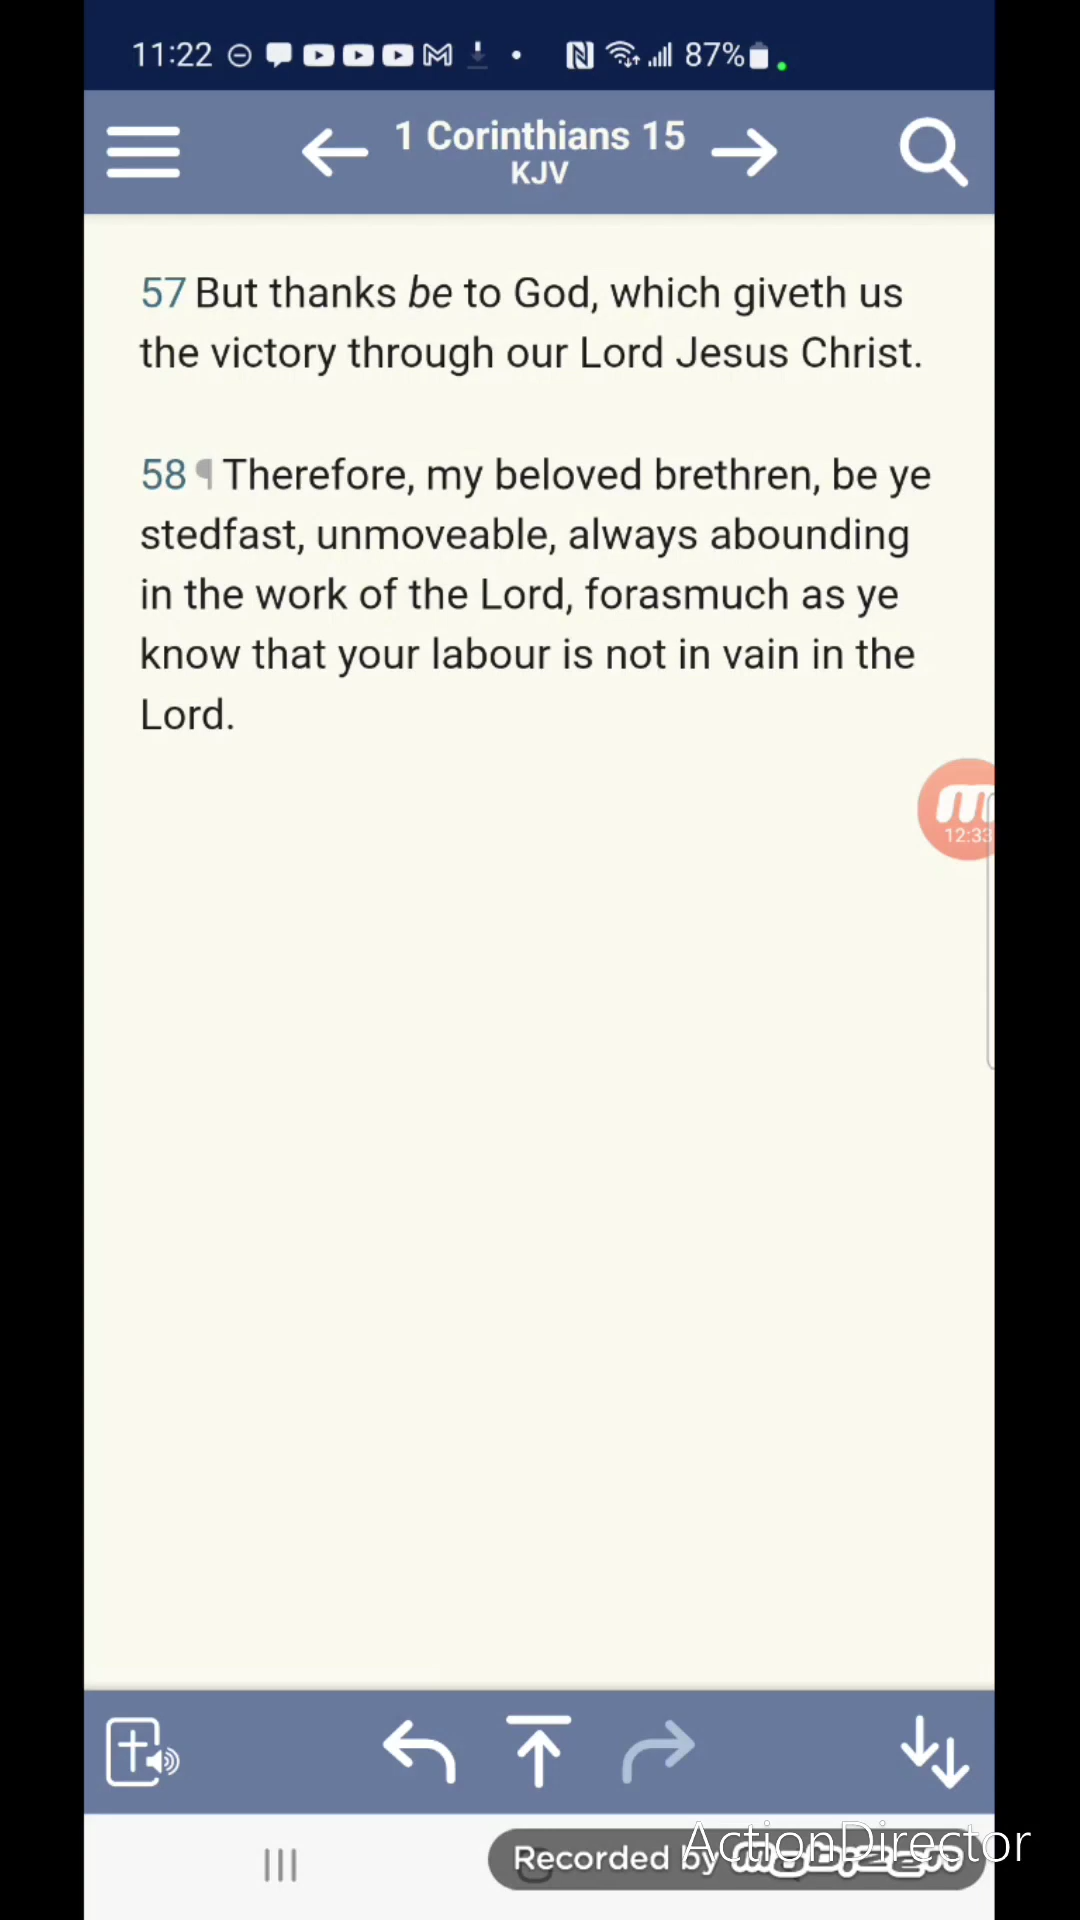 11:22 87%
1 Corinthians 15
KJV
57 But thanks be to God, which giveth us
the victory through our Lord Jesus Christ.
58 ¶ Therefore, my beloved brethren, be ye
stedfast, unmoveable, always abounding
in the work of the Lord, forasmuch as ye
know that your labour is not in vain in the
Lord.
12:33
ActionDirector
Recorded by mobizen